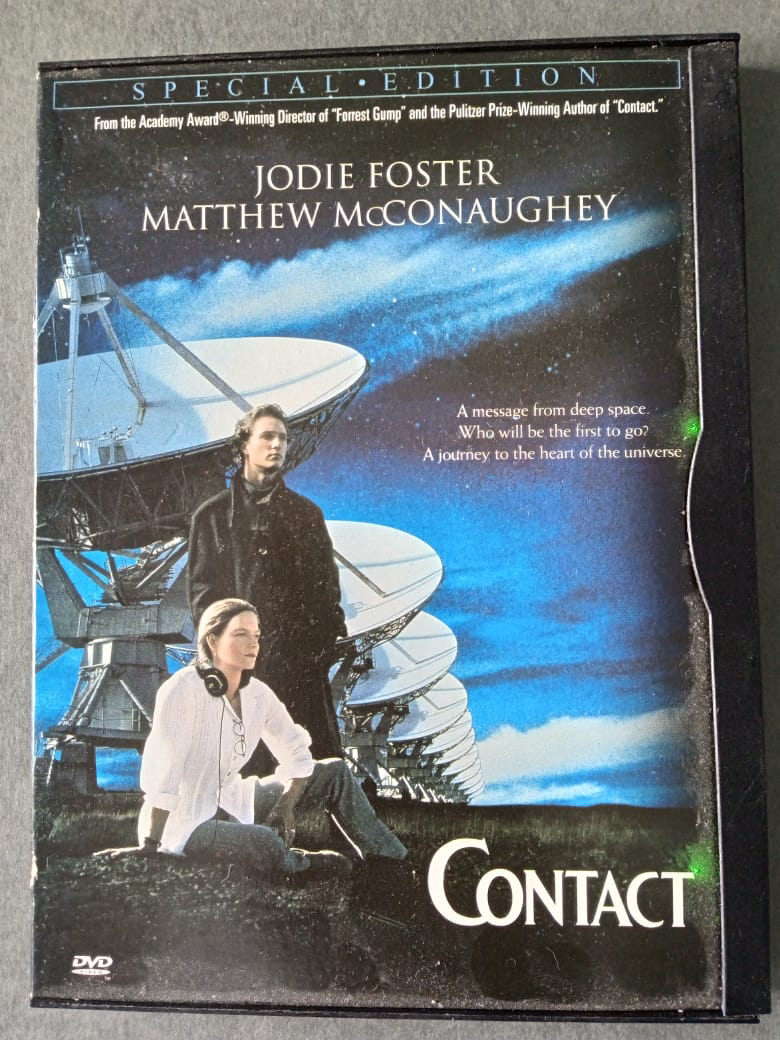 SPECIAL • EDITION
From the Academy Award®-Winning Director of "Forrest Gump" and the Pulitzer Prize-Winning Author of "Contact."
JODIE FOSTER
MATTHEW McCONAUGHEY
A message from deep space.
Who will be the first to go?
A journey to the heart of the universe.
CONTACT
DVD
VIDEO
™